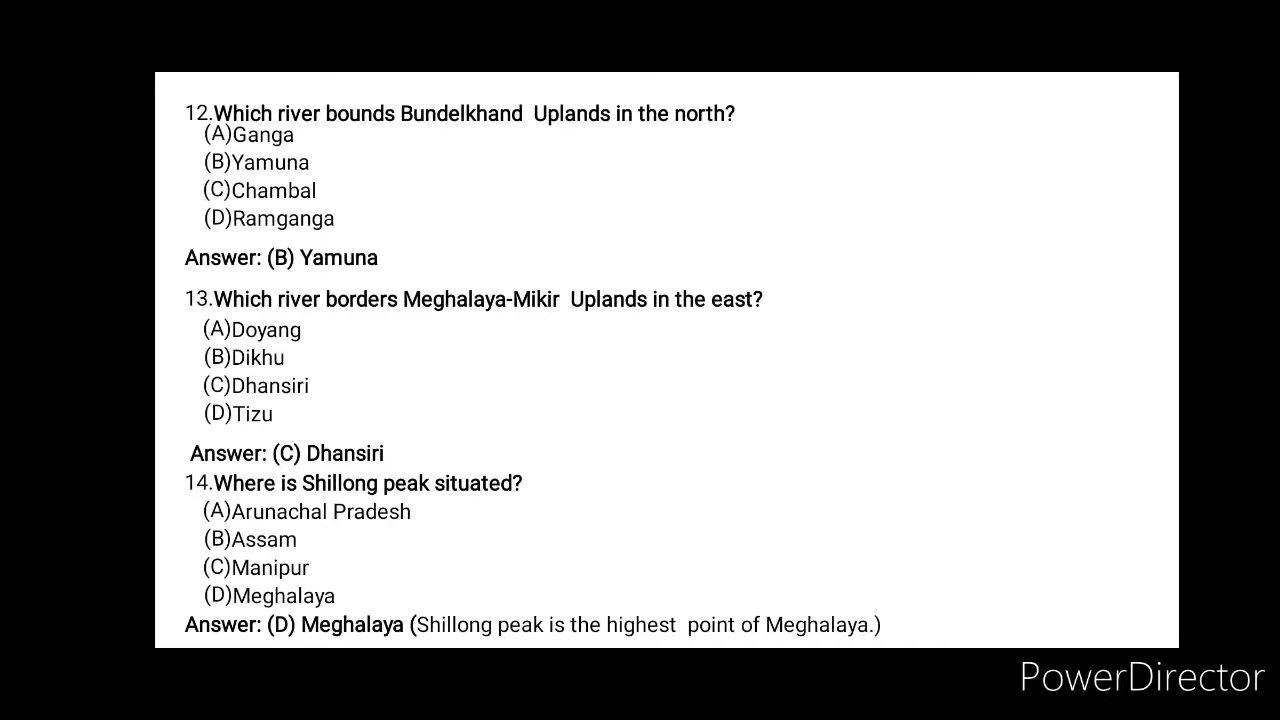 12.Which river bounds Bundelkhand  Uplands in the north?
(A)Ganga
(B)Yamuna
(C)Chambal
(D)Ramganga
Answer: (B) Yamuna
13.Which river borders Meghalaya-Mikir  Uplands in the east?
(A)Doyang
(B)Dikhu
(C)Dhansiri
(D)Tizu
Answer: (C) Dhansiri
14.Where is Shillong peak situated?
(A)Arunachal Pradesh
(B)Assam
(C)Manipur
(D)Meghalaya
Answer: (D) Meghalaya (Shillong peak is the highest  point of Meghalaya.)
PowerDirector